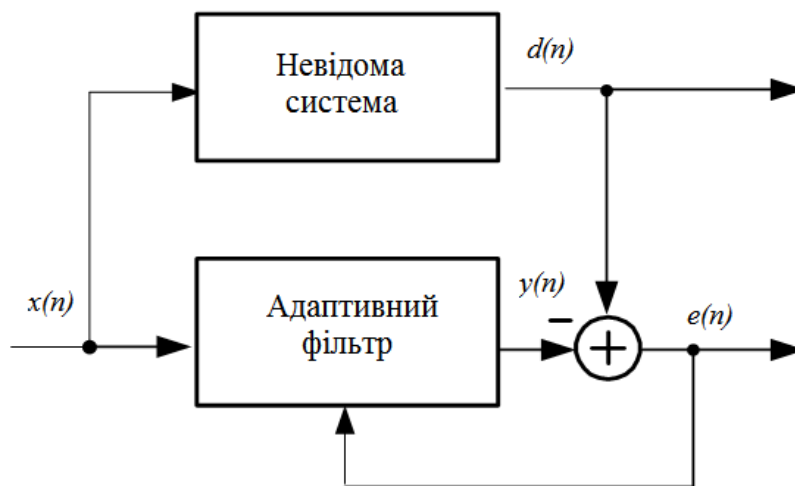 Невідома
система
d(n)
x(n)
Адаптивний
фільтр
y(n)
−
+
e(n)